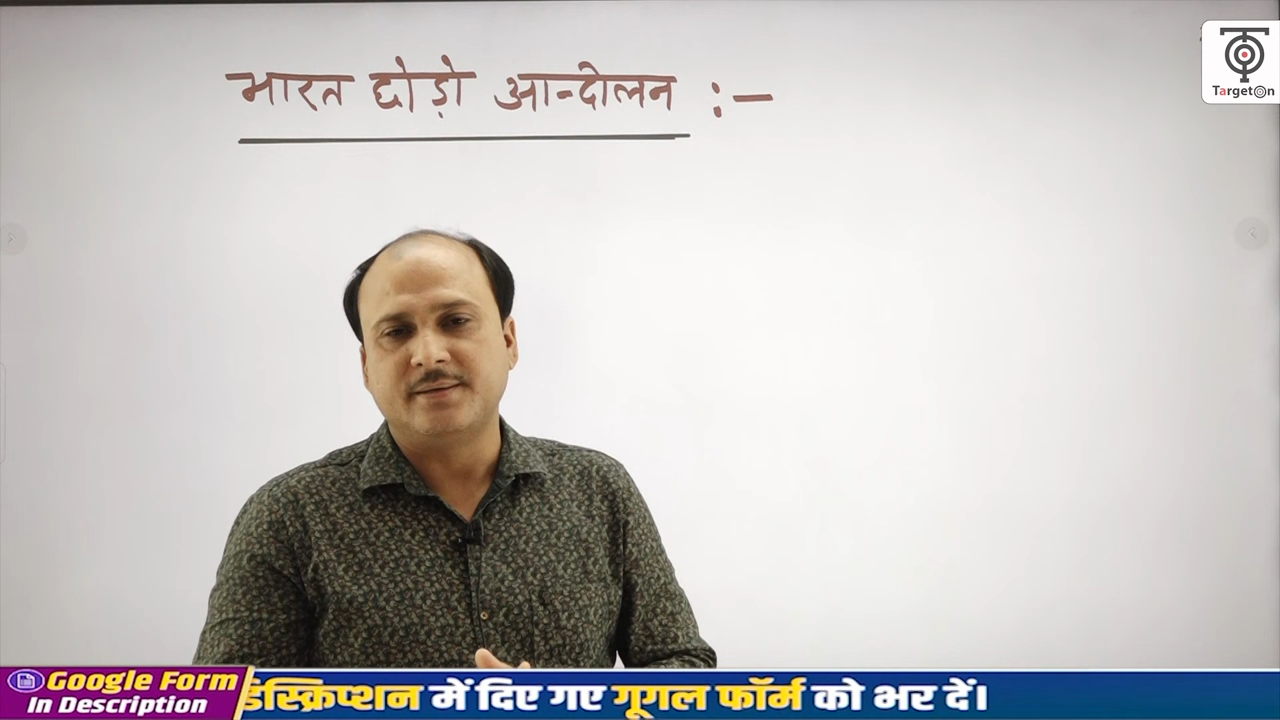 भारत छोड़ो आन्दोलन :-
TargetOn
Google Form
In Description
डिस्क्रिप्शन में दिए गए गूगल फॉर्म को भर दें।